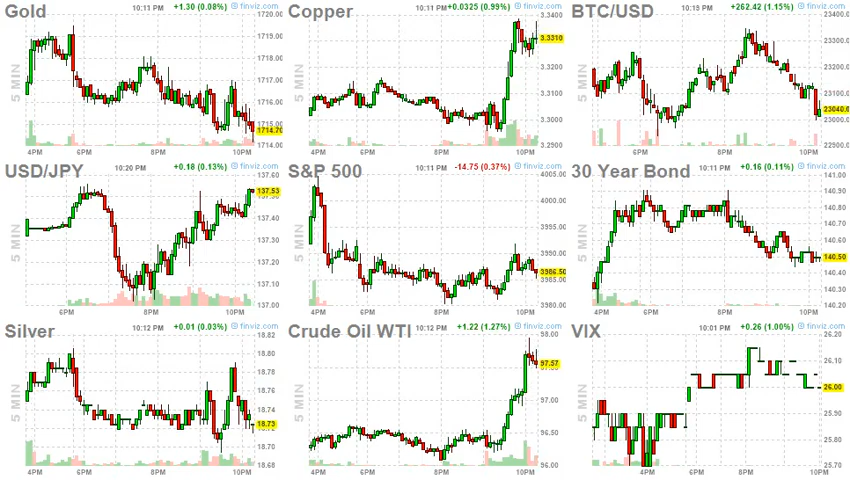 Gold 10:11 PM +1.30 (0.08%) finviz.com
5 MIN
1720.00
1719.00
1718.00
1717.00
1716.00
1715.00
1714.70
1714.00
4PM 6PM 8PM 10PM
Copper 10:11 PM +0.0325 (0.99%) finviz.com
5 MIN
3.3400
3.3310
3.3200
3.3100
3.3000
3.2900
4PM 6PM 8PM 10PM
BTC/USD 10:15 PM +262.42 (1.15%) finviz.com
5 MIN
23400.0
23300.0
23200.0
23100.0
23040.0
22900.0
4PM 6PM 8PM 10PM
USD/JPY 10:20 PM +0.18 (0.13%) finviz.com
5 MIN
137.60
137.53
137.40
137.30
137.20
137.10
137.00
6PM 8PM 10PM
S&P 500 10:11 PM -14.75 (0.37%) finviz.com
5 MIN
4005.00
4000.00
3995.00
3990.00
3986.50
3985.00
3980.00
4PM 6PM 8PM 10PM
30 Year Bond 10:11 PM +0.16 (0.11%) finviz.com
5 MIN
141.00
140.90
140.80
140.70
140.60
140.50
140.40
140.30
140.20
4PM 6PM 8PM 10PM
Silver 10:12 PM +0.01 (0.03%) finviz.com
5 MIN
18.82
18.80
18.78
18.76
18.74
18.73
18.72
18.70
18.68
4PM 6PM 8PM 10PM
Crude Oil WTI 10:12 PM +1.22 (1.27%) finviz.com
5 MIN
98.00
97.57
97.00
96.50
96.00
4PM 6PM 8PM 10PM
VIX 10:01 PM +0.26 (1.00%) finviz.com
5 MIN
26.20
26.10
26.00
25.90
25.80
25.70
4PM 6PM 8PM 10PM